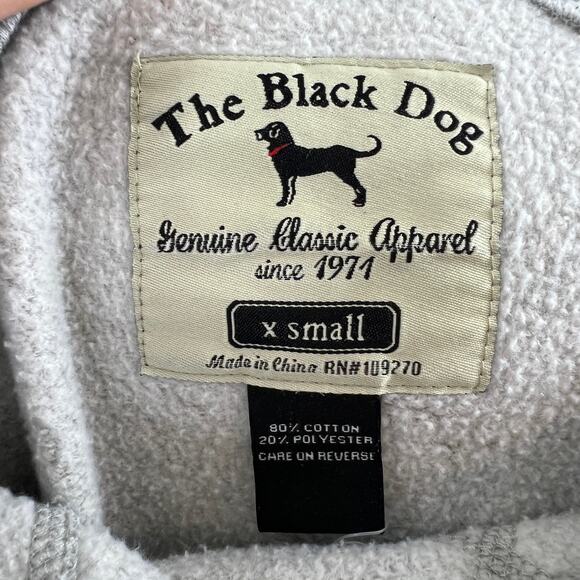 The Black Dog
Genuine Classic Apparel
since 1971
x small
Made in China RN#109270
80% COTTON
20% POLYESTER
CARE ON REVERSE